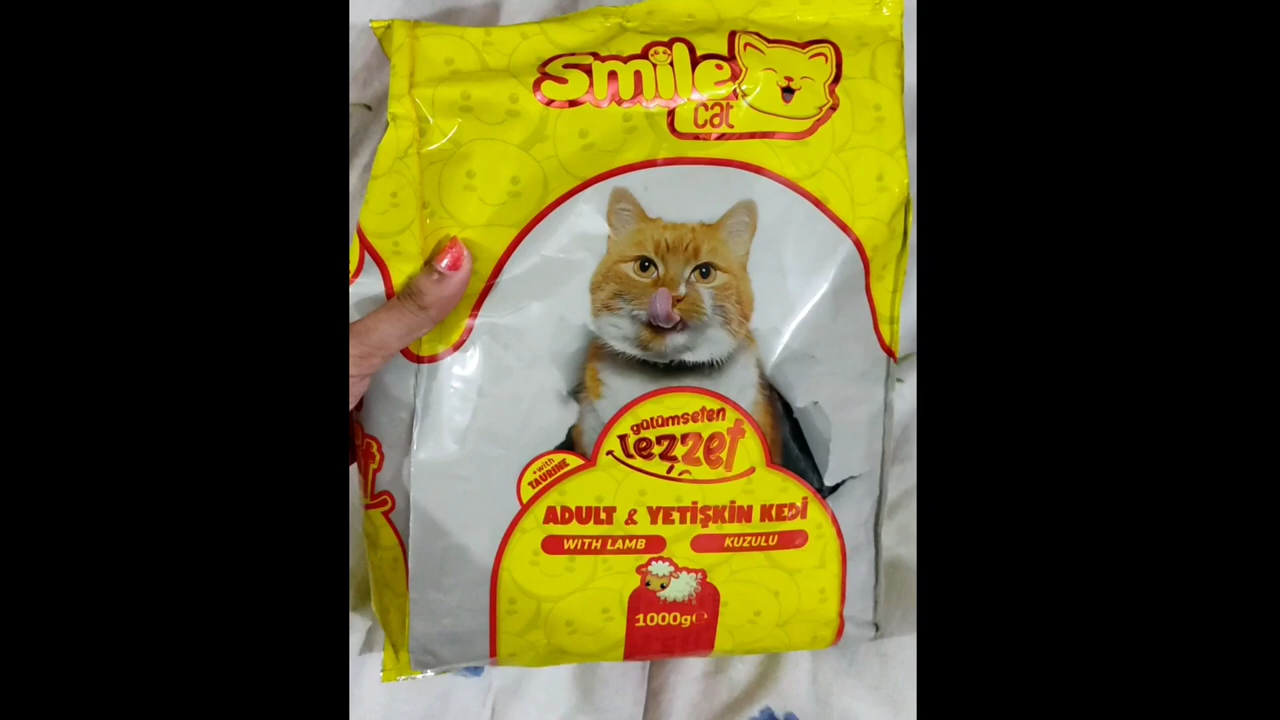 Smile
cat
gülümseten
lezzet
+with
TAURINE
ADULT & YETİŞKİN KEDİ
WITH LAMB KUZULU
1000g℮